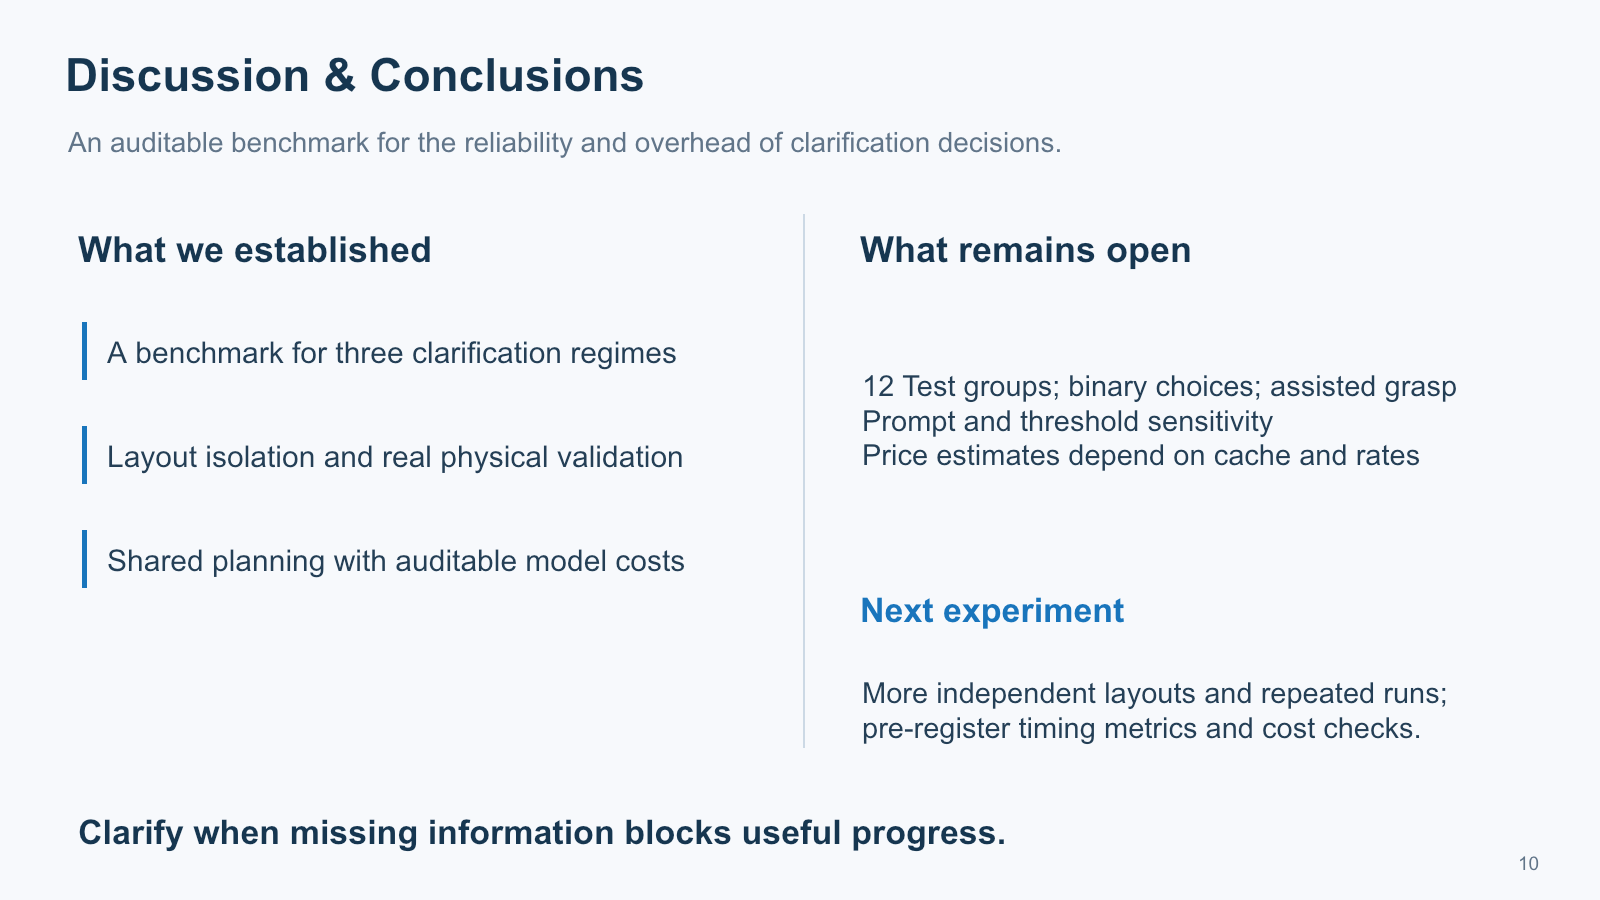 Discussion & Conclusions
An auditable benchmark for the reliability and overhead of clarification decisions.
What we established
A benchmark for three clarification regimes
Layout isolation and real physical validation
Shared planning with auditable model costs
What remains open
12 Test groups; binary choices; assisted grasp
Prompt and threshold sensitivity
Price estimates depend on cache and rates
Next experiment
More independent layouts and repeated runs;
pre-register timing metrics and cost checks.
Clarify when missing information blocks useful progress.
10